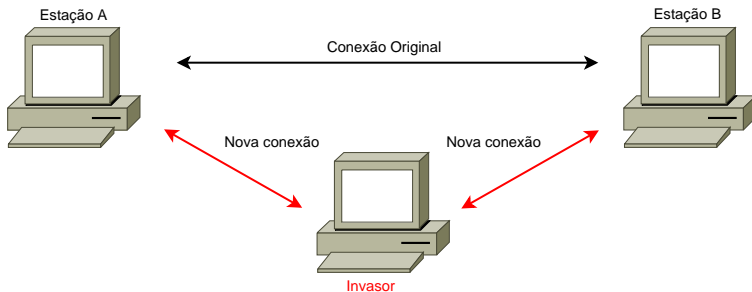 Estação A
Estação B
Conexão Original
Nova conexão
Nova conexão
Invasor